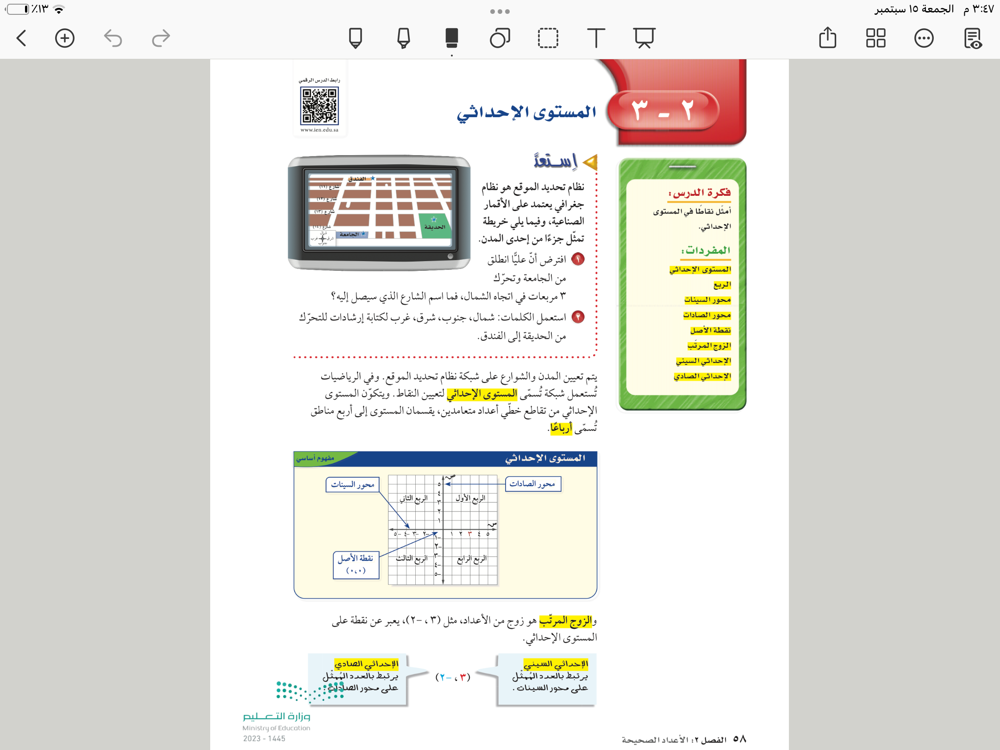 ٣:٤٧ م الجمعة ١٥ سبتمبر
٪١٣
رابط الدرس الرقمي
www.ien.edu.sa
٢ - ٣
المستوى الإحداثي
فكرة الدرس:
أمثّل نقاطًا في المستوى
الإحداثي.
المفردات:
المستوى الإحداثي
الربع
محور السينات
محور الصادات
نقطة الأصل
الزوج المرتّب
الإحداثي السيني
الإحداثي الصادي
اِستعدَّ
نظام تحديد الموقع هو نظام
جغرافي يعتمد على الأقمار
الصناعية، وفيما يلي خريطة
تمثّل جزءًا من إحدى المدن.
الفندق
شارع (١١)
شارع (١٢)
شارع (١٣)
شارع (١٤)
الحديقة
الجامعة
شمال
شرق غرب
جنوب
١ افترض أنّ عليًّا انطلق
من الجامعة وتحرّك
٣ مربعات في اتجاه الشمال، فما اسم الشارع الذي سيصل إليه؟
٢ استعمل الكلمات: شمال، جنوب، شرق، غرب لكتابة إرشادات للتحرّك
من الحديقة إلى الفندق.
يتم تعيين المدن والشوارع على شبكة نظام تحديد الموقع. وفي الرياضيات
تُستعمل شبكة تُسمّى المستوى الإحداثي لتعيين النقاط. ويتكوّن المستوى
الإحداثي من تقاطع خطّي أعداد متعامدين، يقسمان المستوى إلى أربع مناطق
تُسمّى أرباعًا.
المستوى الإحداثي
مفهوم أساسي
محور الصادات
محور السينات
ص
٥
٤
الربع الأول
الربع الثاني
٣
٢
١
س
-٥ -٤ -٣ -٢ ١ ٢ ٣ ٤ ٥
-١
-٢
-٣
الربع الرابع
الربع الثالث
-٤
-٥
نقطة الأصل
(٠،٠)
والزوج المرتّب هو زوج من الأعداد، مثل (٣ ، -٢)، يعبر عن نقطة على
المستوى الإحداثي.
الإحداثي السيني
يرتبط بالعدد المُمثّل
على محور السينات .
(٣ ، -٢)
الإحداثي الصادي
يرتبط بالعدد المُمثّل
على محور الصادات .
وزارة التعليم
Ministry of Education
2023 - 1445
٥٨ الفصل ٢: الأعداد الصحيحة